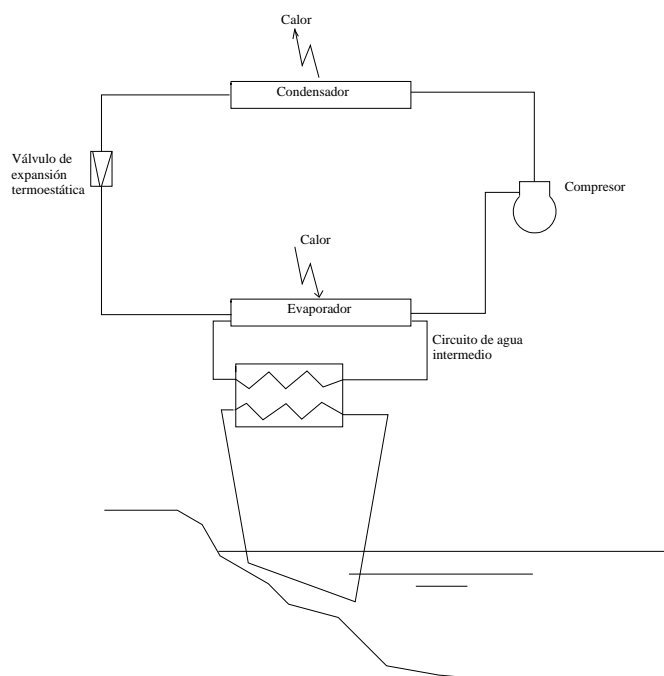 Calor
Condensador
Válvulo de
expansión
termoestática
Compresor
Calor
Evaporador
Circuito de agua
intermedio